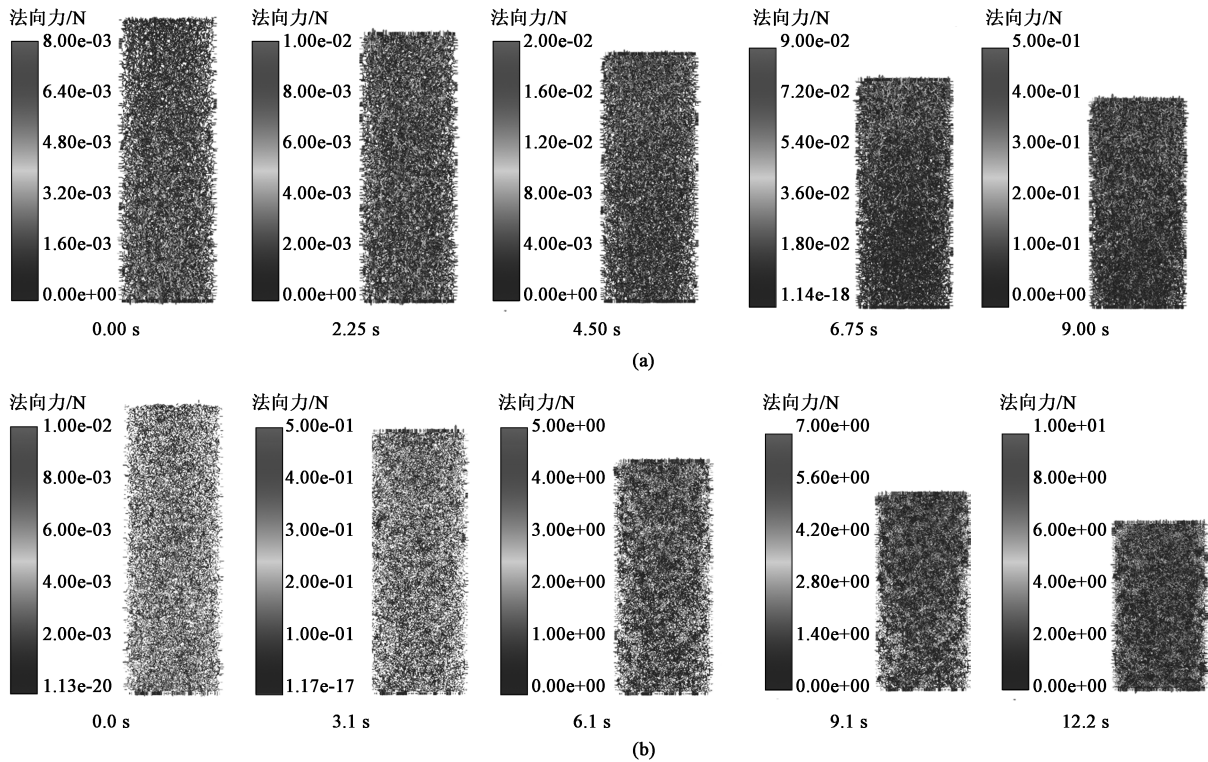 法向力/N
8.00e-03
6.40e-03
4.80e-03
3.20e-03
1.60e-03
0.00e+00
0.00 s
法向力/N
1.00e-02
8.00e-03
6.00e-03
4.00e-03
2.00e-03
0.00e+00
2.25 s
法向力/N
2.00e-02
1.60e-02
1.20e-02
8.00e-03
4.00e-03
0.00e+00
4.50 s
法向力/N
9.00e-02
7.20e-02
5.40e-02
3.60e-02
1.80e-02
1.14e-18
6.75 s
法向力/N
5.00e-01
4.00e-01
3.00e-01
2.00e-01
1.00e-01
0.00e+00
9.00 s
(a)
法向力/N
1.00e-02
8.00e-03
6.00e-03
4.00e-03
2.00e-03
1.13e-20
0.0 s
法向力/N
5.00e-01
4.00e-01
3.00e-01
2.00e-01
1.00e-01
1.17e-17
3.1 s
法向力/N
5.00e+00
4.00e+00
3.00e+00
2.00e+00
1.00e+00
0.00e+00
6.1 s
法向力/N
7.00e+00
5.60e+00
4.20e+00
2.80e+00
1.40e+00
0.00e+00
9.1 s
法向力/N
1.00e+01
8.00e+00
6.00e+00
4.00e+00
2.00e+00
0.00e+00
12.2 s
(b)